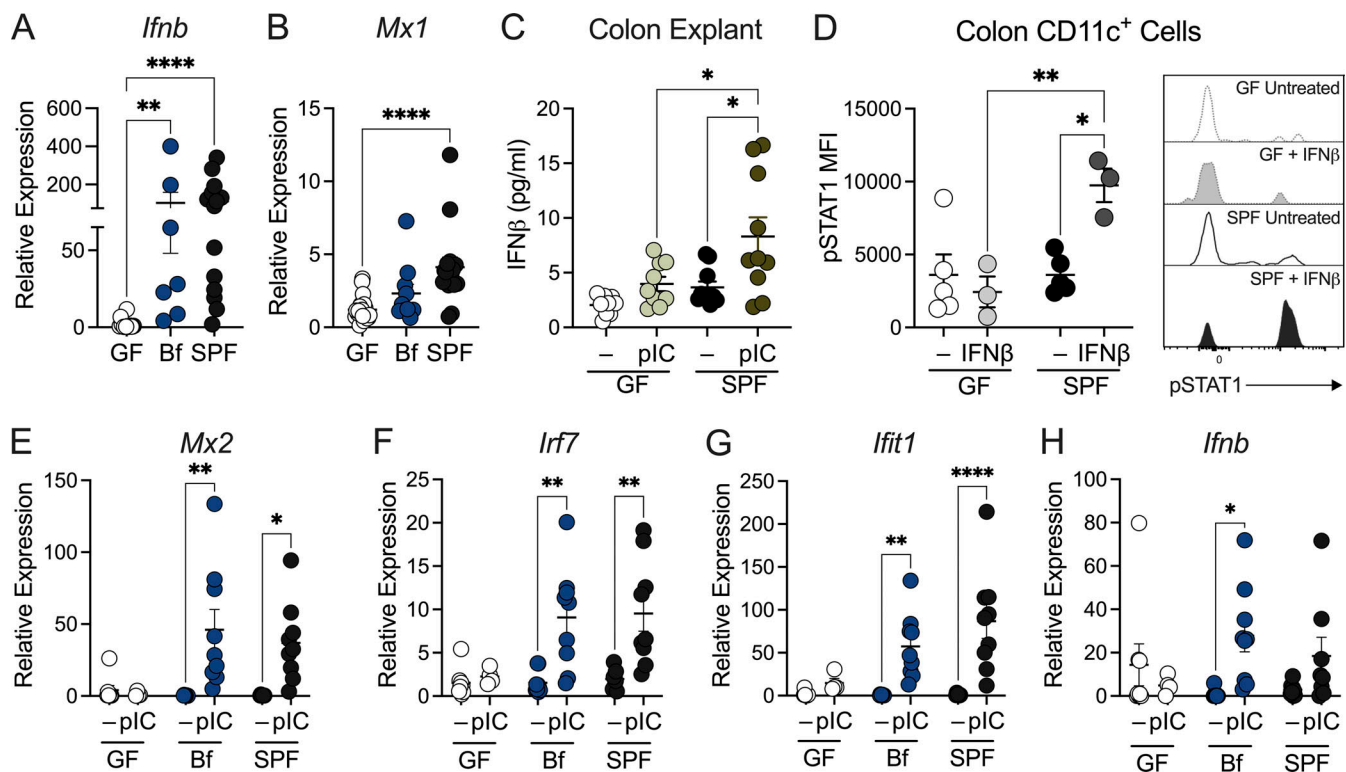 A
Ifnb
****
**
Relative Expression
600
400
200
50
0
GF Bf SPF
B
Mx1
****
Relative Expression
15
10
5
0
GF Bf SPF
C
Colon Explant
*
*
IFNβ (pg/ml)
20
15
10
5
0
– pIC – pIC
GF SPF
D
Colon CD11c+ Cells
**
*
pSTAT1 MFI
15000
10000
5000
0
– IFNβ – IFNβ
GF SPF
GF Untreated
GF + IFNβ
SPF Untreated
SPF + IFNβ
0
pSTAT1
E
Mx2
**
*
Relative Expression
150
100
50
0
– pIC – pIC – pIC
GF Bf SPF
F
Irf7
** **
Relative Expression
25
20
15
10
5
0
– pIC – pIC – pIC
GF Bf SPF
G
Ifit1
****
**
Relative Expression
250
200
150
100
50
0
– pIC – pIC – pIC
GF Bf SPF
H
Ifnb
*
Relative Expression
100
80
60
40
20
0
– pIC – pIC – pIC
GF Bf SPF